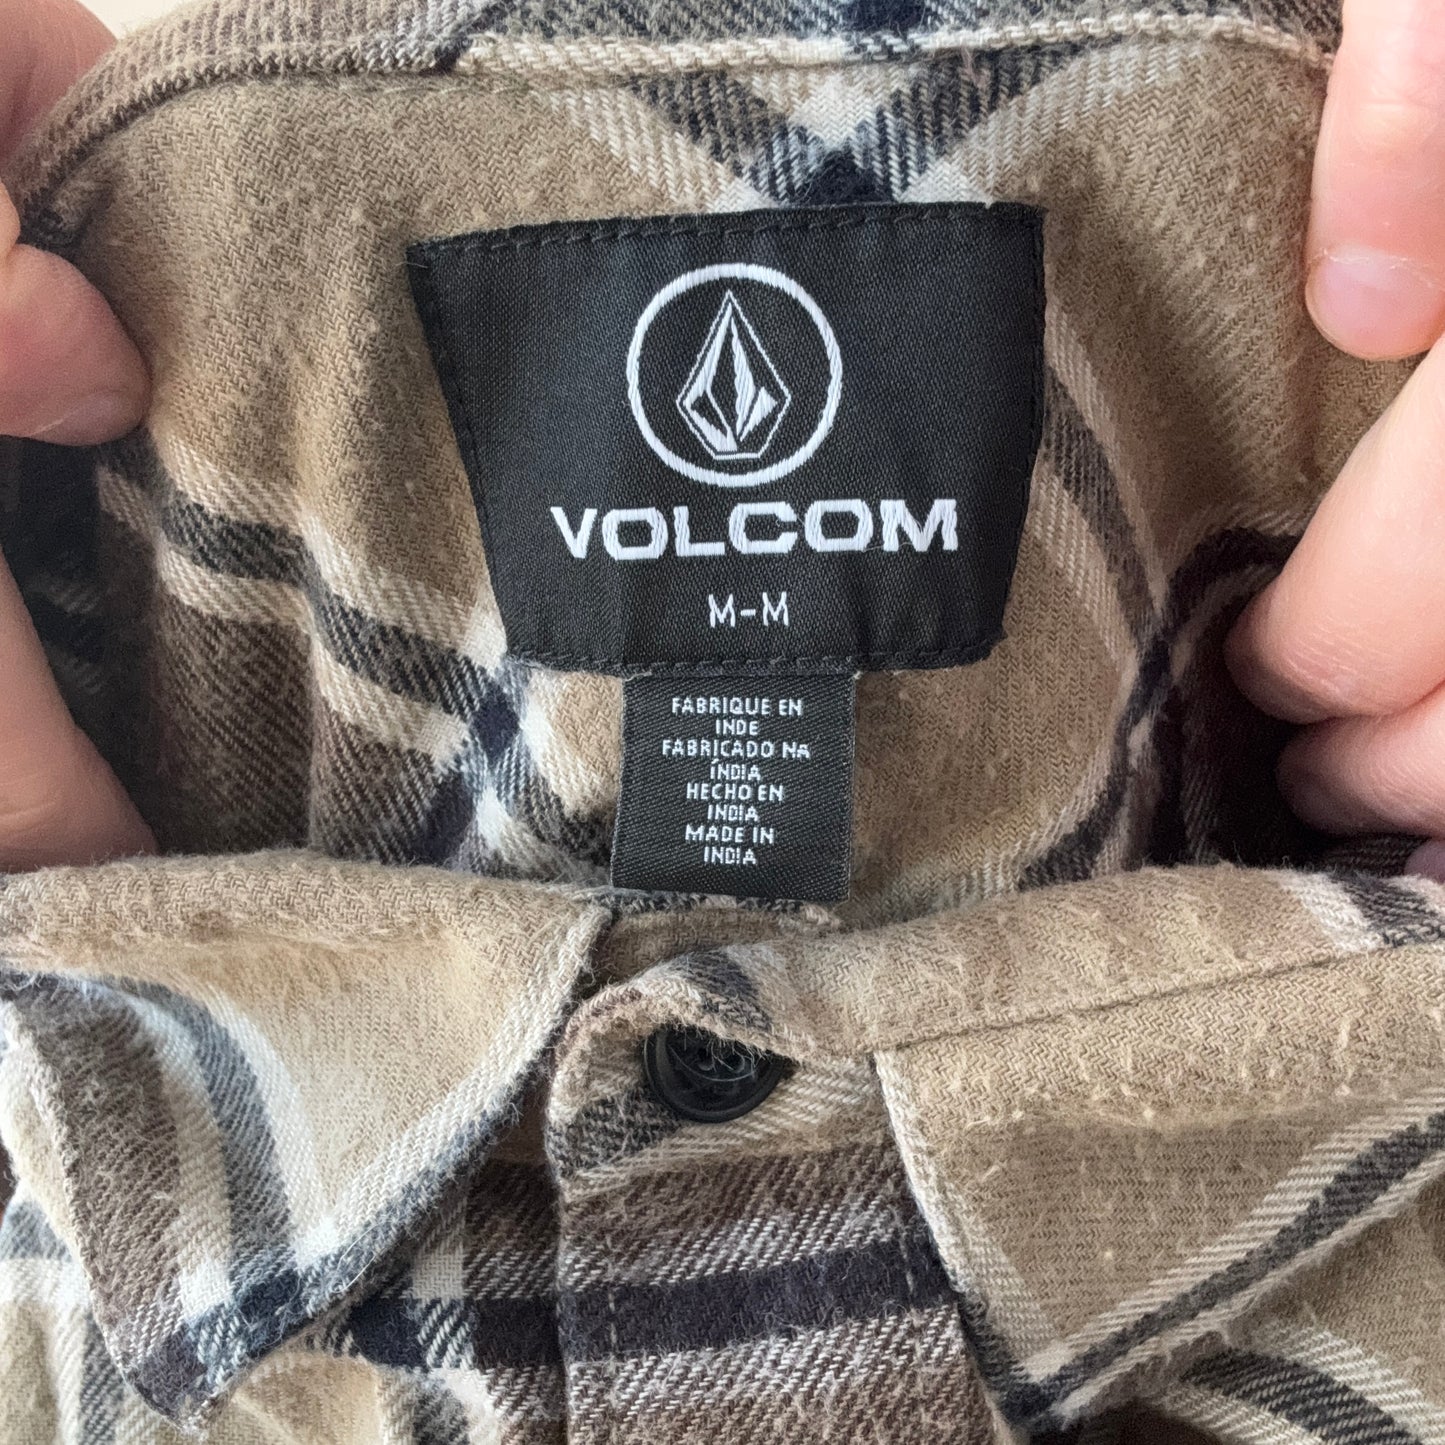 VOLCOM
M-M
FABRIQUE EN
INDE
FABRICADO NA
ÍNDIA
HECHO EN
INDIA
MADE IN
INDIA